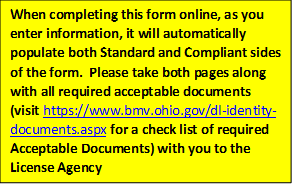 When completing this form online, as you
enter information, it will automatically
populate both Standard and Compliant sides
of the form.  Please take both pages along
with all required acceptable documents
(visit https://www.bmv.ohio.gov/dl-identity-
documents.aspx for a check list of required
Acceptable Documents) with you to the
License Agency